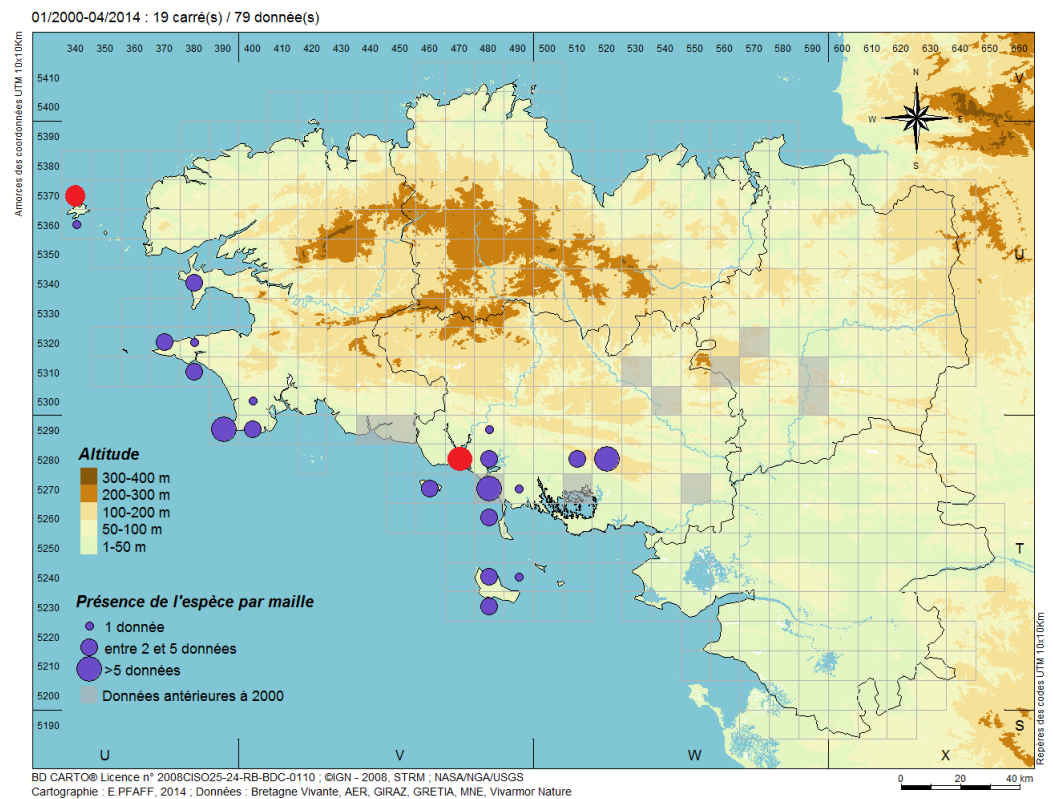 01/2000-04/2014 : 19 carré(s) / 79 donnée(s)
340 360 370 380 390 400 410 420 430 440 450 460 470 480 490 500 510 520 530 540 550 560 570 580 590 600 610 620 630 640 650 660
Amorces des coordonnées UTM 10x10Km
5410
5400
5390
5380
5370
5360
5350
5340
5330
5320
5310
5300
5290
5280
5270
5260
5250
5240
5230
5220
5210
5200
5190
N
W
E
S
V
U
T
S
Altitude
300-400 m
200-300 m
100-200 m
50-100 m
1-50 m
Présence de l'espèce par maille
1 donnée
entre 2 et 5 données
>5 données
Données antérieures à 2000
U V W X
Repères des codes UTM 10x10Km
BD CARTO® Licence n° 2008CISO25-24-RB-BDC-0110 ; ©IGN - 2008, STRM ; NASA/NGA/USGS
Cartographie : E.PFAFF, 2014 ; Données : Bretagne Vivante, AER, GIRAZ, GRETIA, MNE, Vivarmor Nature
0 20 40 km